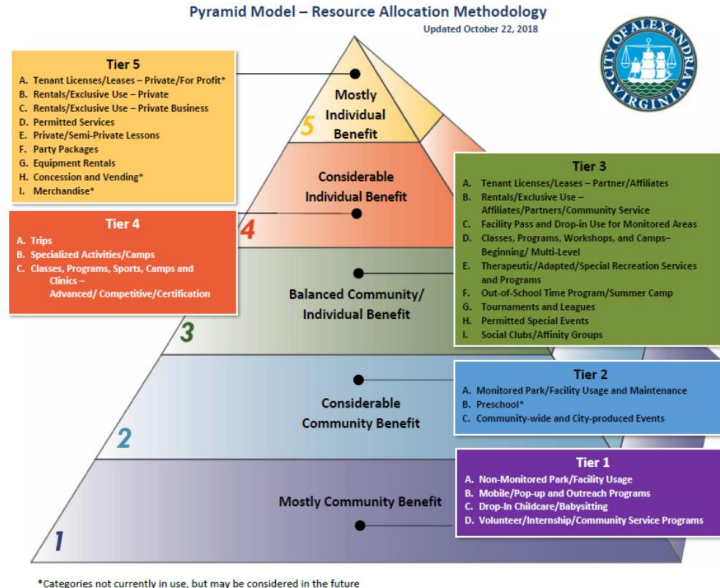 Pyramid Model – Resource Allocation Methodology
Updated October 22, 2018
CITY OF ALEXANDRIA
VIRGINIA
Tier 5
A. Tenant Licenses/Leases – Private/For Profit*
B. Rentals/Exclusive Use – Private
C. Rentals/Exclusive Use – Private Business
D. Permitted Services
E. Private/Semi-Private Lessons
F. Party Packages
G. Equipment Rentals
H. Concession and Vending*
I. Merchandise*
5
Mostly
Individual
Benefit
Tier 4
A. Trips
B. Specialized Activities/Camps
C. Classes, Programs, Sports, Camps and
Clinics –
Advanced/ Competitive/Certification
4
Considerable
Individual Benefit
Tier 3
A. Tenant Licenses/Leases – Partner/Affiliates
B. Rentals/Exclusive Use –
Affiliates/Partners/Community Service
C. Facility Pass and Drop-in Use for Monitored Areas
D. Classes, Programs, Workshops, and Camps–
Beginning/ Multi-Level
E. Therapeutic/Adapted/Special Recreation Services
and Programs
F. Out-of-School Time Program/Summer Camp
G. Tournaments and Leagues
H. Permitted Special Events
I. Social Clubs/Affinity Groups
3
Balanced Community/
Individual Benefit
Tier 2
A. Monitored Park/Facility Usage and Maintenance
B. Preschool*
C. Community-wide and City-produced Events
2
Considerable
Community Benefit
Tier 1
A. Non-Monitored Park/Facility Usage
B. Mobile/Pop-up and Outreach Programs
C. Drop-In Childcare/Babysitting
D. Volunteer/Internship/Community Service Programs
1
Mostly Community Benefit
*Categories not currently in use, but may be considered in the future